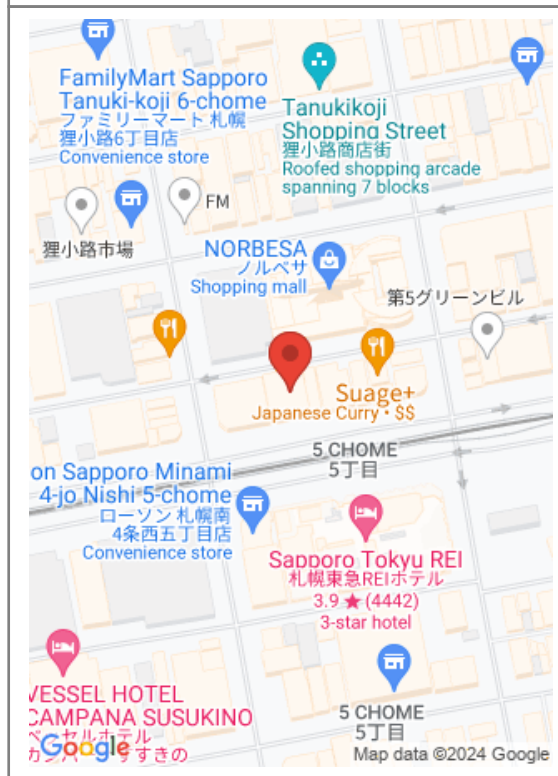 FamilyMart Sapporo
Tanuki-koji 6-chome
ファミリーマート 札幌
狸小路6丁目店
Convenience store
Tanukikoji
Shopping Street
狸小路商店街
Roofed shopping arcade
spanning 7 blocks
FM
狸小路市場
NORBESA
ノルベサ
Shopping mall
第5グリーンビル
Suage+
Japanese Curry • $$
5 CHOME
5丁目
on Sapporo Minami
4-jo Nishi 5-chome
ローソン 札幌南
4条西五丁目店
Convenience store
Sapporo Tokyu REI
札幌東急REIホテル
3.9 ★ (4442)
3-star hotel
VESSEL HOTEL
CAMPANA SUSUKINO
5 CHOME
5丁目
Google
Map data ©2024 Google